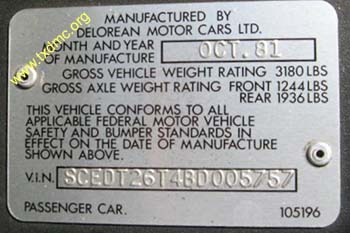 www.txdmc.org
MANUFACTURED BY
DELOREAN MOTOR CARS LTD.
MONTH AND YEAR
OF MANUFACTURE OCT. 81
GROSS VEHICLE WEIGHT RATING 3180 LBS
GROSS AXLE WEIGHT RATING FRONT 1244 LBS
REAR 1936 LBS
THIS VEHICLE CONFORMS TO ALL
APPLICABLE FEDERAL MOTOR VEHICLE
SAFETY AND BUMPER STANDARDS IN
EFFECT ON THE DATE OF MANUFACTURE
SHOWN ABOVE.
V.I.N. SCEDT26T4BD005757
PASSENGER CAR. 105196